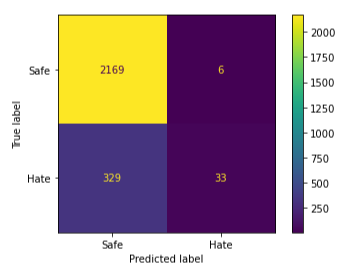 True label
Safe
2169
6
Hate
329
33
Safe
Hate
Predicted label
2000
1750
1500
1250
1000
750
500
250